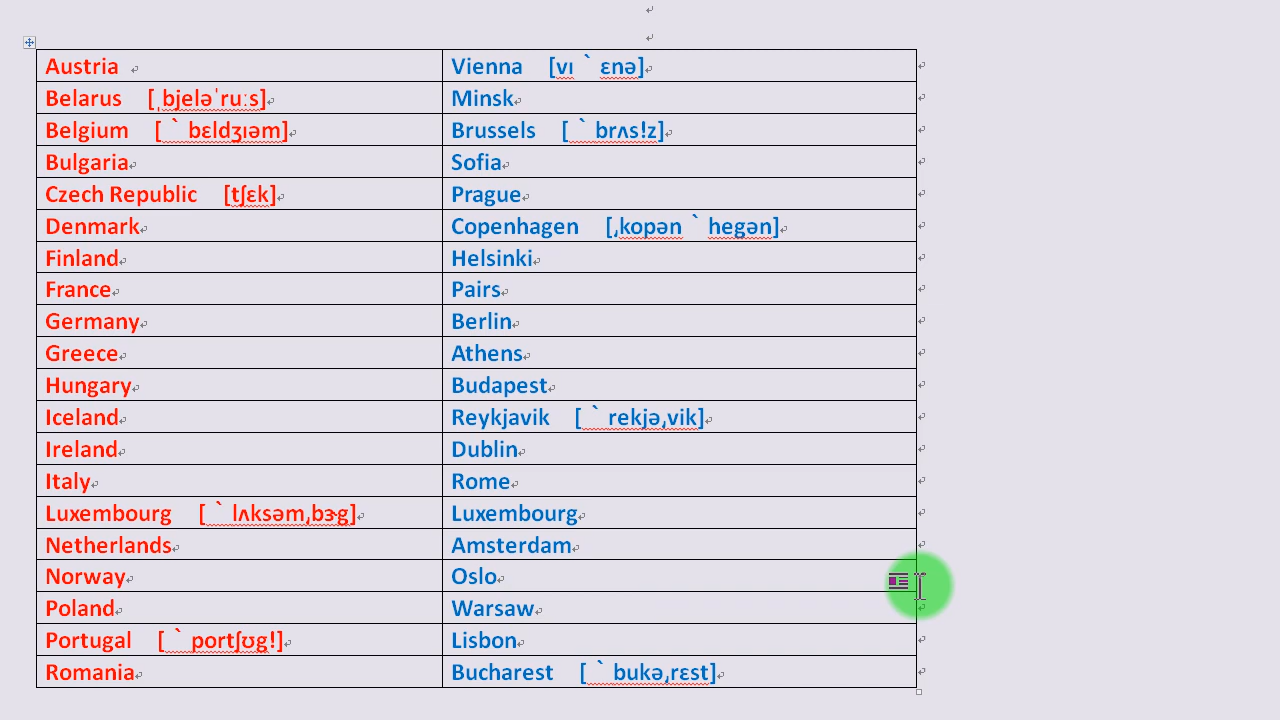 Austria Vienna [vɪ｀ɛnə]
Belarus [ˌbjeləˈruːs] Minsk
Belgium [｀bɛldʒɪəm] Brussels [｀brʌs!z]
Bulgaria Sofia
Czech Republic [tʃɛk] Prague
Denmark Copenhagen [ˌkopən｀hegən]
Finland Helsinki
France Pairs
Germany Berlin
Greece Athens
Hungary Budapest
Iceland Reykjavik [｀rekjəˌvik]
Ireland Dublin
Italy Rome
Luxembourg [｀lʌksəmˌbɝg] Luxembourg
Netherlands Amsterdam
Norway Oslo
Poland Warsaw
Portugal [｀portʃʊg!] Lisbon
Romania Bucharest [｀bukəˌrɛst]